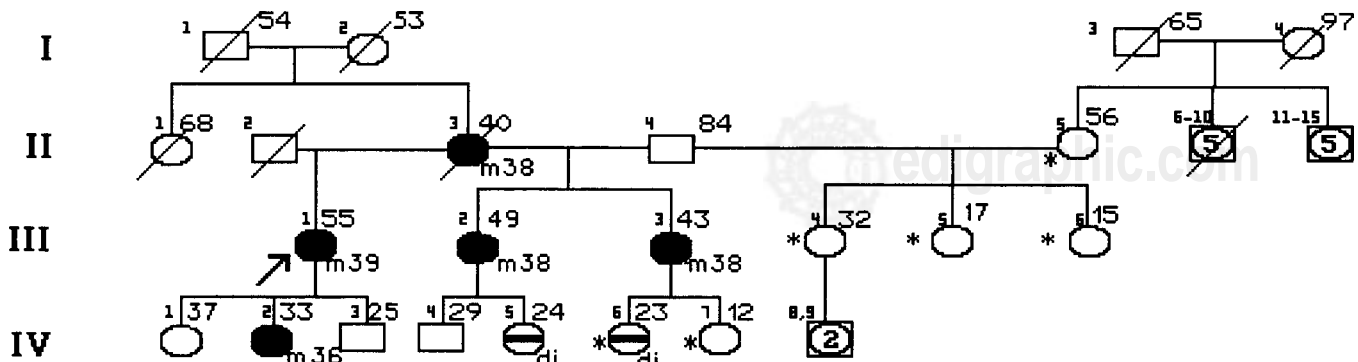 I 1 54 2 53 3 65 4 97
II 1 68 2 3 40 4 84 5 56 6-10 11-15
m38 * 5 5
edigraphic.com
III 1 55 2 49 3 43 4 32 5 17 6 15
m39 m38 m38 * * *
IV 1 37 2 33 3 25 4 29 5 24 6 23 7 12 8,9
m36 di * di * 2